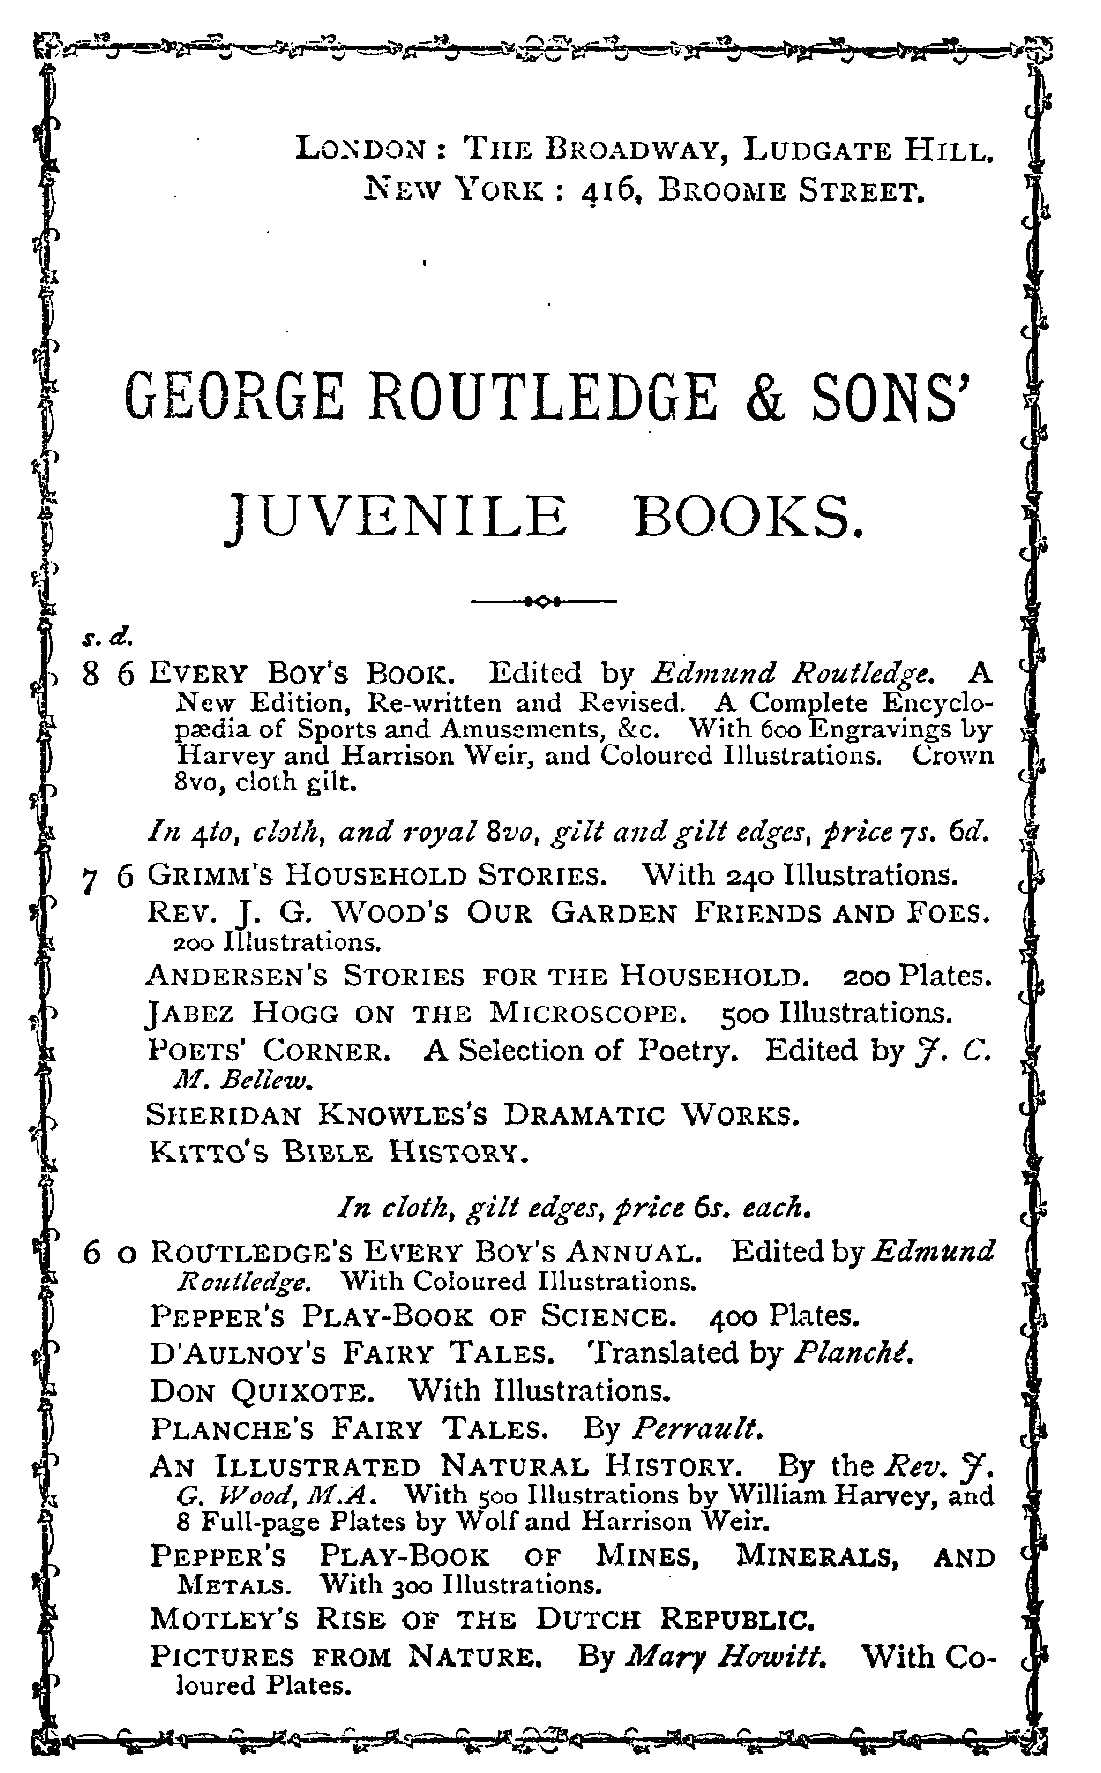 LONDON : THE BROADWAY, LUDGATE HILL.
NEW YORK : 416, BROOME STREET.
GEORGE ROUTLEDGE & SONS'
JUVENILE BOOKS.
s. d.
8 6 EVERY BOY'S BOOK. Edited by Edmund Routledge. A
New Edition, Re-written and Revised. A Complete Encyclo-
pædia of Sports and Amusements, &c. With 600 Engravings by
Harvey and Harrison Weir, and Coloured Illustrations. Crown
8vo, cloth gilt.
In 4to, cloth, and royal 8vo, gilt and gilt edges, price 7s. 6d.
7 6 GRIMM'S HOUSEHOLD STORIES. With 240 Illustrations.
REV. J. G. WOOD'S OUR GARDEN FRIENDS AND FOES.
200 Illustrations.
ANDERSEN'S STORIES FOR THE HOUSEHOLD. 200 Plates.
JABEZ HOGG ON THE MICROSCOPE. 500 Illustrations.
POETS' CORNER. A Selection of Poetry. Edited by J. C.
M. Bellew.
SHERIDAN KNOWLES'S DRAMATIC WORKS.
KITTO'S BIBLE HISTORY.
In cloth, gilt edges, price 6s. each.
6 0 ROUTLEDGE'S EVERY BOY'S ANNUAL. Edited by Edmund
Routledge. With Coloured Illustrations.
PEPPER'S PLAY-BOOK OF SCIENCE. 400 Plates.
D'AULNOY'S FAIRY TALES. Translated by Planché.
DON QUIXOTE. With Illustrations.
PLANCHE'S FAIRY TALES. By Perrault.
AN ILLUSTRATED NATURAL HISTORY. By the Rev. J.
G. Wood, M.A. With 500 Illustrations by William Harvey, and
8 Full-page Plates by Wolf and Harrison Weir.
PEPPER'S PLAY-BOOK OF MINES, MINERALS, AND
METALS. With 300 Illustrations.
MOTLEY'S RISE OF THE DUTCH REPUBLIC.
PICTURES FROM NATURE. By Mary Howitt. With Co-
loured Plates.